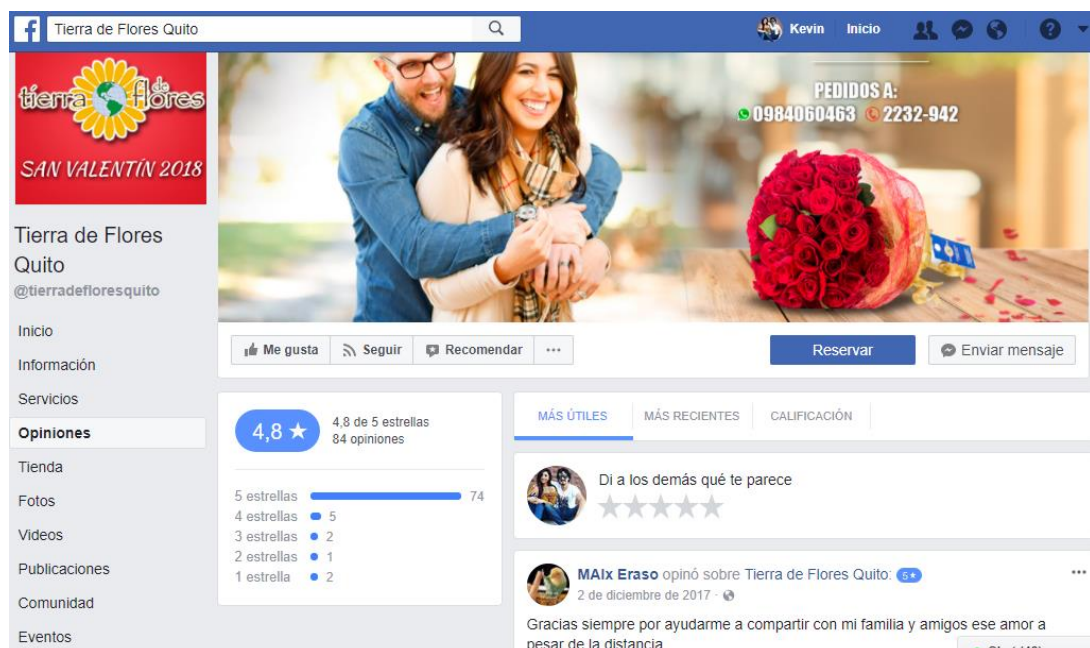 Tierra de Flores Quito
Kevin Inicio
tierra de flores
SAN VALENTÍN 2018
PEDIDOS A:
0984060463 2232-942
Tierra de Flores
Quito
@tierradefloresquito
Inicio
Información
Servicios
Opiniones
Tienda
Fotos
Videos
Publicaciones
Comunidad
Eventos
Me gusta Seguir Recomendar ...
Reservar Enviar mensaje
4,8 ★ 4,8 de 5 estrellas
84 opiniones
5 estrellas 74
4 estrellas 5
3 estrellas 2
2 estrellas 1
1 estrella 2
MÁS ÚTILES MÁS RECIENTES CALIFICACIÓN
Di a los demás qué te parece
MAIx Eraso opinó sobre Tierra de Flores Quito: 5★
2 de diciembre de 2017
Gracias siempre por ayudarme a compartir con mi familia y amigos ese amor a
pesar de la distancia